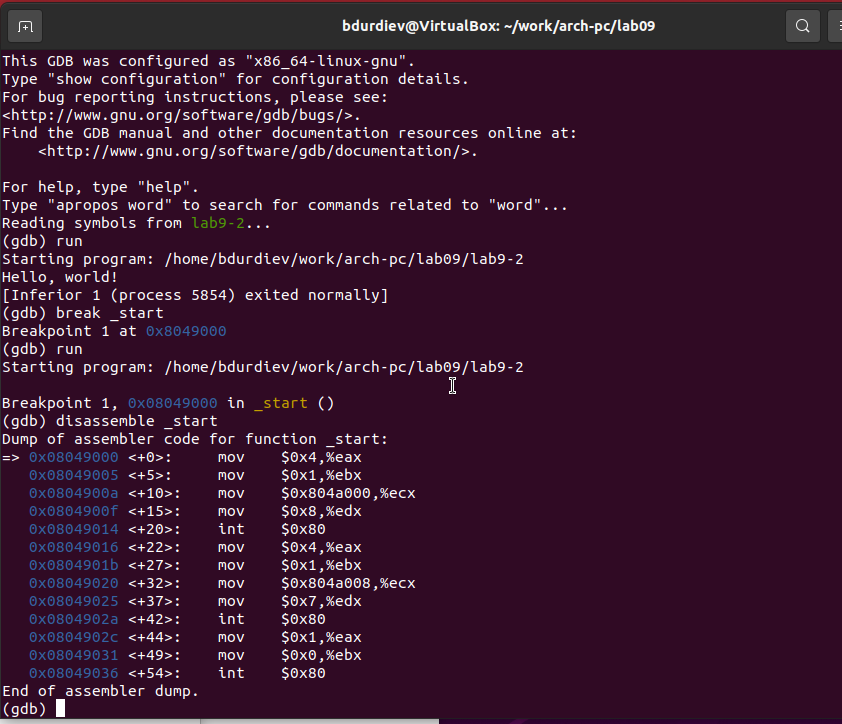 bdurdiev@VirtualBox: ~/work/arch-pc/lab09
This GDB was configured as "x86_64-linux-gnu".
Type "show configuration" for configuration details.
For bug reporting instructions, please see:
<http://www.gnu.org/software/gdb/bugs/>.
Find the GDB manual and other documentation resources online at:
    <http://www.gnu.org/software/gdb/documentation/>.

For help, type "help".
Type "apropos word" to search for commands related to "word"...
Reading symbols from lab9-2...
(gdb) run
Starting program: /home/bdurdiev/work/arch-pc/lab09/lab9-2
Hello, world!
[Inferior 1 (process 5854) exited normally]
(gdb) break _start
Breakpoint 1 at 0x8049000
(gdb) run
Starting program: /home/bdurdiev/work/arch-pc/lab09/lab9-2

Breakpoint 1, 0x08049000 in _start ()
(gdb) disassemble _start
Dump of assembler code for function _start:
=> 0x08049000 <+0>:	mov    $0x4,%eax
   0x08049005 <+5>:	mov    $0x1,%ebx
   0x0804900a <+10>:	mov    $0x804a000,%ecx
   0x0804900f <+15>:	mov    $0x8,%edx
   0x08049014 <+20>:	int    $0x80
   0x08049016 <+22>:	mov    $0x4,%eax
   0x0804901b <+27>:	mov    $0x1,%ebx
   0x08049020 <+32>:	mov    $0x804a008,%ecx
   0x08049025 <+37>:	mov    $0x7,%edx
   0x0804902a <+42>:	int    $0x80
   0x0804902c <+44>:	mov    $0x1,%eax
   0x08049031 <+49>:	mov    $0x0,%ebx
   0x08049036 <+54>:	int    $0x80
End of assembler dump.
(gdb)